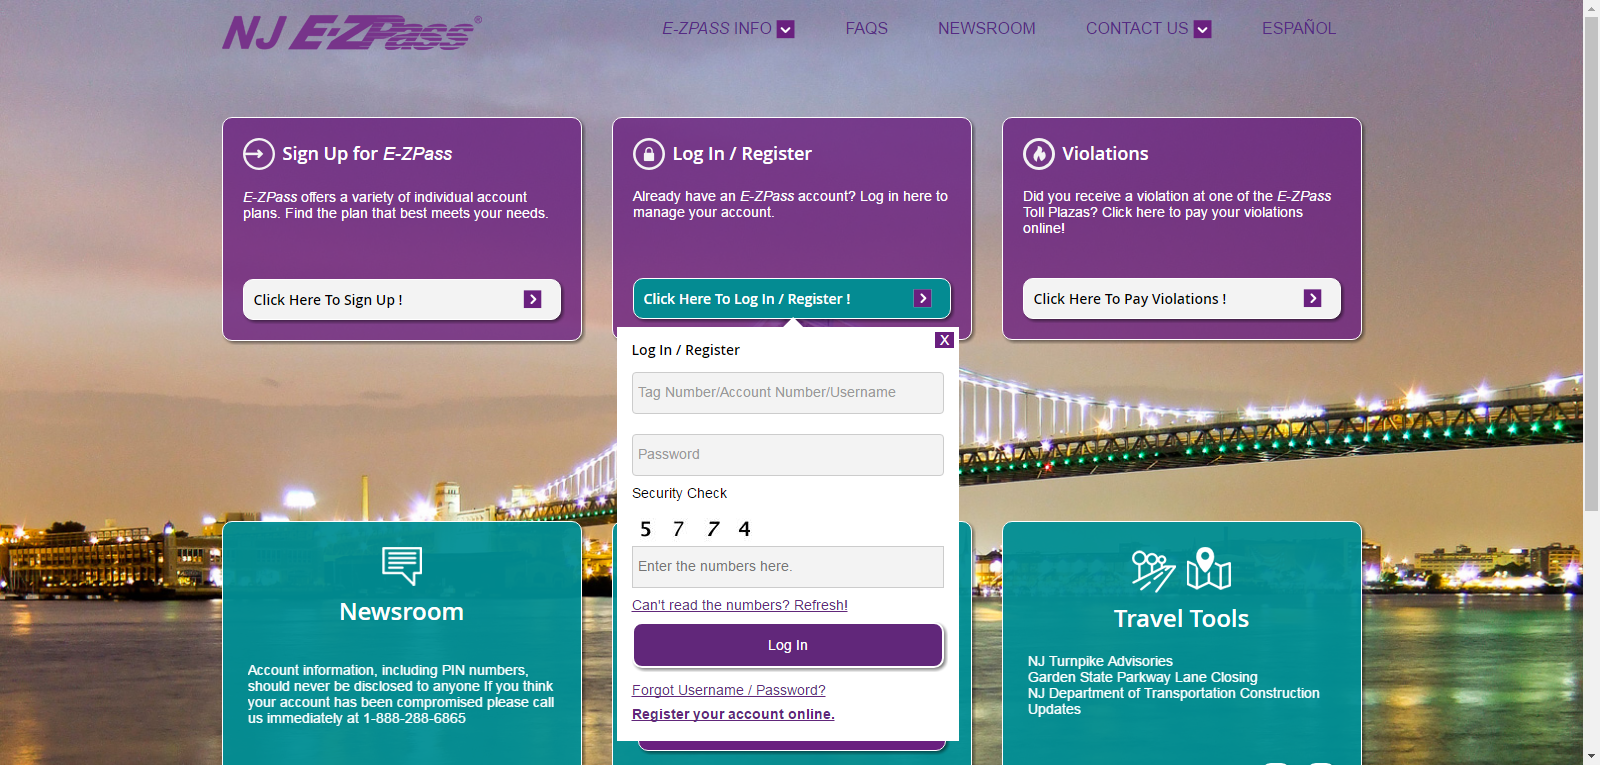 NJ E-ZPass®
E-ZPASS INFO
FAQS
NEWSROOM
CONTACT US
ESPAÑOL
Sign Up for E-ZPass
E-ZPass offers a variety of individual account
plans. Find the plan that best meets your needs.
Click Here To Sign Up !
Log In / Register
Already have an E-ZPass account? Log in here to
manage your account.
Click Here To Log In / Register !
Violations
Did you receive a violation at one of the E-ZPass
Toll Plazas? Click here to pay your violations
online!
Click Here To Pay Violations !
X
Log In / Register
Tag Number/Account Number/Username
Password
Security Check
5 7 7 4
Enter the numbers here.
Can't read the numbers? Refresh!
Log In
Forgot Username / Password?
Register your account online.
Newsroom
Account information, including PIN numbers,
should never be disclosed to anyone If you think
your account has been compromised please call
us immediately at 1-888-288-6865
Travel Tools
NJ Turnpike Advisories
Garden State Parkway Lane Closing
NJ Department of Transportation Construction
Updates